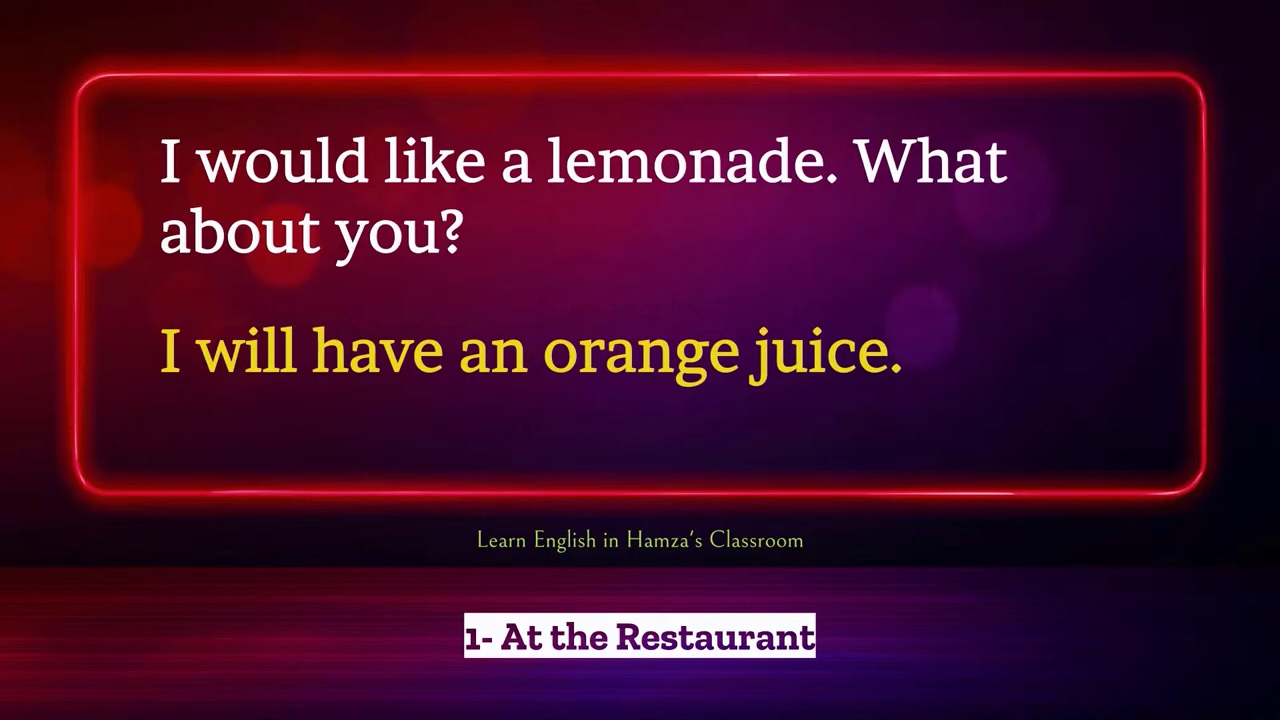 I would like a lemonade. What
about you?
I will have an orange juice.
Learn English in Hamza's Classroom
1- At the Restaurant